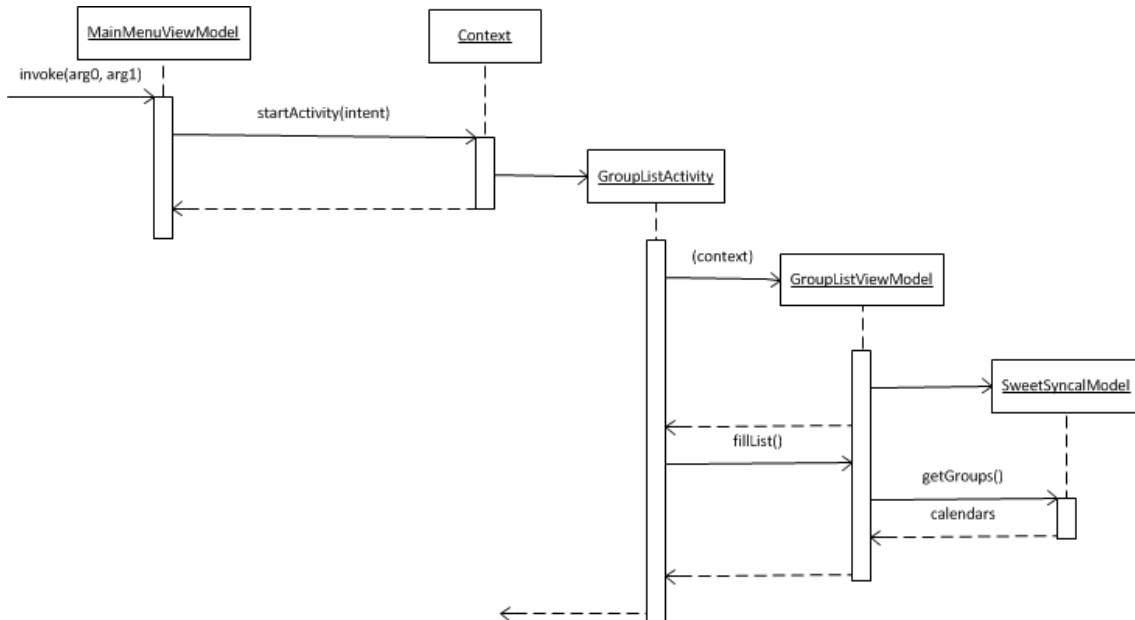 MainMenuViewModel
Context
invoke(arg0, arg1)
startActivity(intent)
GroupListActivity
(context)
GroupListViewModel
SweetSyncalModel
fillList()
getGroups()
calendars